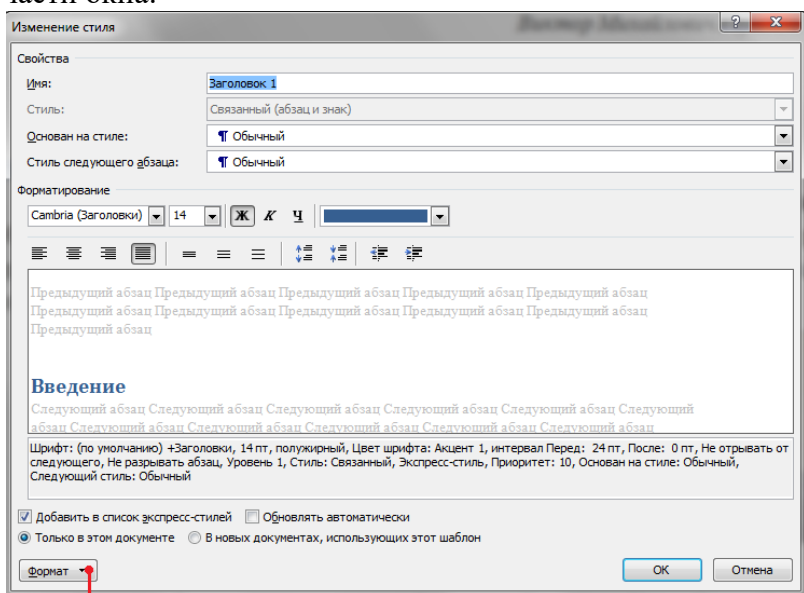 части окна.
Изменение стиля
Свойства
Имя: Заголовок 1
Стиль: Связанный (абзац и знак)
Основан на стиле: ¶ Обычный
Стиль следующего абзаца: ¶ Обычный
Форматирование
Cambria (Заголовки) 14 Ж К Ч
Предыдущий абзац Предыдущий абзац Предыдущий абзац Предыдущий абзац Предыдущий абзац
Предыдущий абзац Предыдущий абзац Предыдущий абзац Предыдущий абзац Предыдущий абзац
Предыдущий абзац
Введение
Следующий абзац Следующий абзац Следующий абзац Следующий абзац Следующий абзац Следующий
абзац Следующий абзац Следующий абзац Следующий абзац Следующий абзац Следующий абзац
Шрифт: (по умолчанию) +Заголовки, 14 пт, полужирный, Цвет шрифта: Акцент 1, интервал Перед: 24 пт, После: 0 пт, Не отрывать от
следующего, Не разрывать абзац, Уровень 1, Стиль: Связанный, Экспресс-стиль, Приоритет: 10, Основан на стиле: Обычный,
Следующий стиль: Обычный
Добавить в список экспресс-стилей Обновлять автоматически
Только в этом документе В новых документах, использующих этот шаблон
Формат ОК Отмена